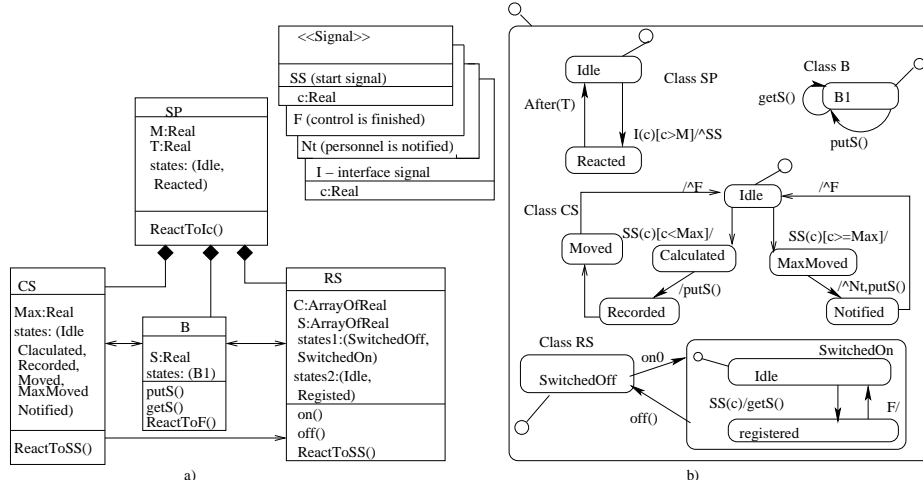 <<Signal>>
SS (start signal)
c:Real
F (control is finished)
Nt (personnel is notified)
I – interface signal
c:Real
SP
M:Real
T:Real
states: (Idle,
Reacted)
ReactToIc()
CS
Max:Real
states: (Idle
Claculated,
Recorded,
Moved,
MaxMoved
Notified)
ReactToSS()
B
S:Real
states: (B1)
putS()
getS()
ReactToF()
RS
C:ArrayOfReal
S:ArrayOfReal
states1:(SwitchedOff,
SwitchedOn)
states2:(Idle,
Registed)
on()
off()
ReactToSS()
a)
Idle
Class SP
After(T)
I(c)[c>M]/^SS
Reacted
Class B
B1
getS()
putS()
/^F
Idle
/^F
Class CS
SS(c)[c<Max]/
SS(c)[c>=Max]/
Moved
Calculated
MaxMoved
/putS()
/^Nt,putS()
Recorded
Notified
Class RS
SwitchedOff
on0
off()
SwitchedOn
Idle
SS(c)/getS()
F/
registered
b)